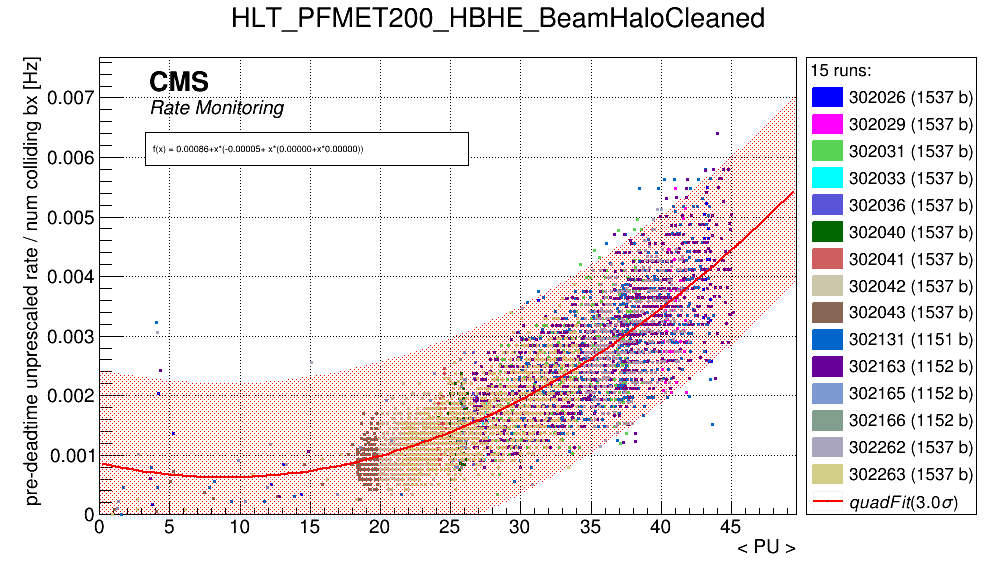 HLT_PFMET200_HBHE_BeamHaloCleaned
pre-deadtime unprescaled rate / num colliding bx [Hz]
CMS
Rate Monitoring
f(x) = 0.00086+x*(-0.00005+ x*(0.00000+x*0.00000))
0.007
0.006
0.005
0.004
0.003
0.002
0.001
0
0 5 10 15 20 25 30 35 40 45
< PU >
15 runs:
302026 (1537 b)
302029 (1537 b)
302031 (1537 b)
302033 (1537 b)
302036 (1537 b)
302040 (1537 b)
302041 (1537 b)
302042 (1537 b)
302043 (1537 b)
302131 (1151 b)
302163 (1152 b)
302165 (1152 b)
302166 (1152 b)
302262 (1537 b)
302263 (1537 b)
quadFit(3.0σ)